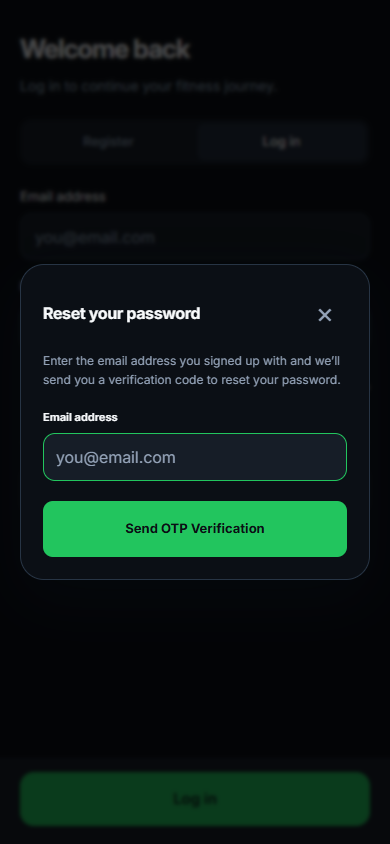 Welcome back
Log in to continue your fitness journey.
Register
Log in
Email address
you@email.com
Reset your password
Enter the email address you signed up with and we'll
send you a verification code to reset your password.
Email address
you@email.com
Send OTP Verification
Log in